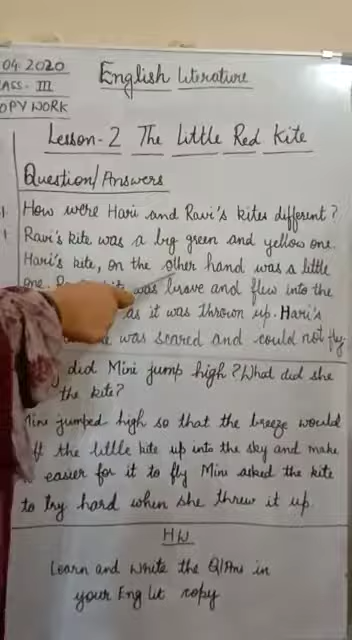 04.2020
CLASS- III
COPY WORK
English Literature
Lesson-2 The Little Red Kite
Question/Answers
How were Hari and Ravi's kites different?
Ravi's kite was a big green and yellow one.
Hari's kite, on the other hand was a little
one. was brave and flew into the
as it was thrown up. Hari's
was scared and could not fly
did Mini jump high? What did she
the kite?
Mini jumped high so that the breeze would
the little kite up into the sky and make
easier for it to fly Mini asked the kite
to try hard when she threw it up.
HW
Learn and write the Q/Ans in
your Eng Lit copy